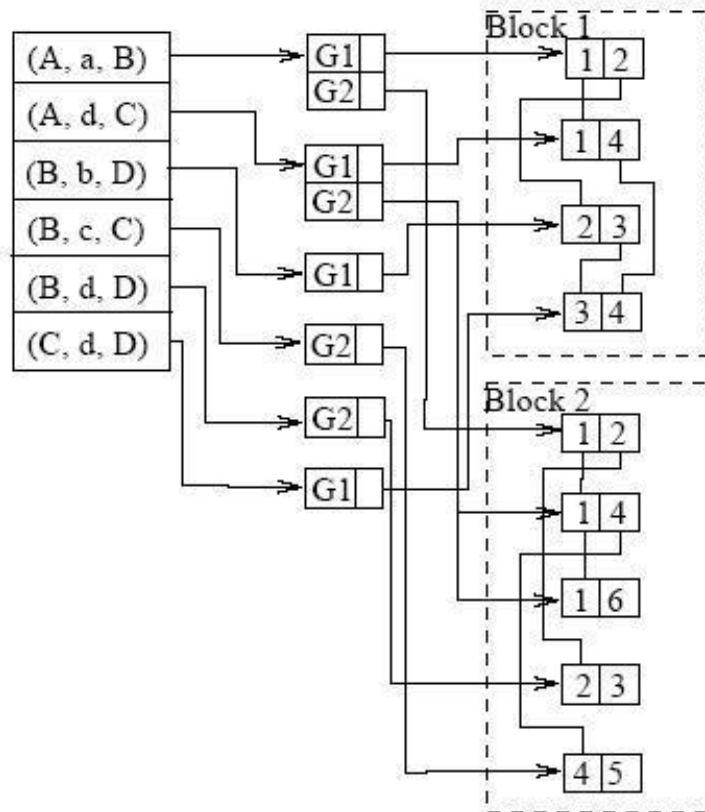 (A, a, B)
(A, d, C)
(B, b, D)
(B, c, C)
(B, d, D)
(C, d, D)
G1
G2
G1
G2
G1
G2
G2
G1
Block 1
1 2
1 4
2 3
3 4
Block 2
1 2
1 4
1 6
2 3
4 5